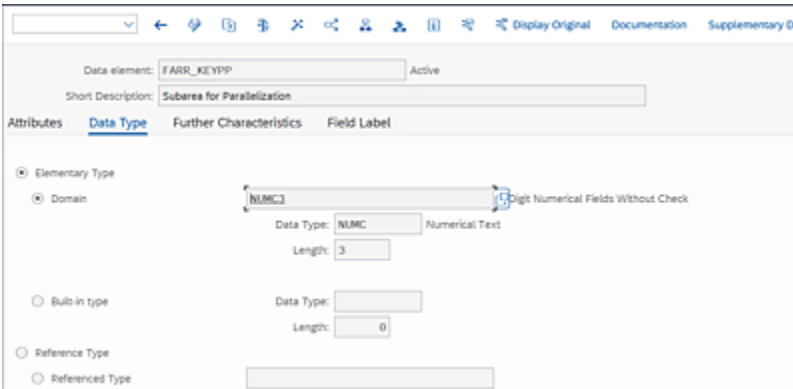 Display Original Documentation Supplementary D
Data element: FARR_KEYPP Active
Short Description: Subarea for Parallelization
Attributes Data Type Further Characteristics Field Label
Elementary Type
Domain NUMC3 Digit Numerical Fields Without Check
Data Type: NUMC Numerical Text
Length: 3
Built-in type Data Type:
Length: 0
Reference Type
Referenced Type